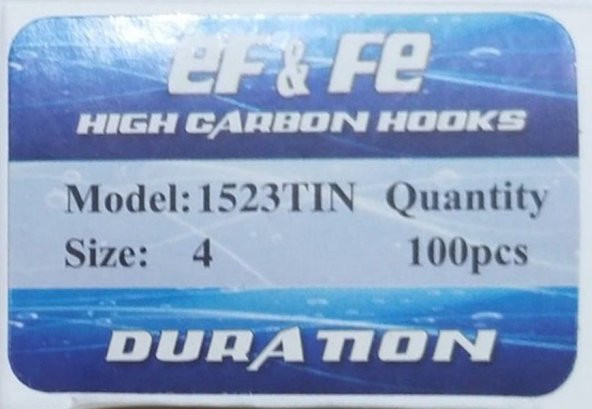 eF & Fe
HIGH CARBON HOOKS
Model: 1523TIN Quantity
Size: 4 100pcs
DURATION